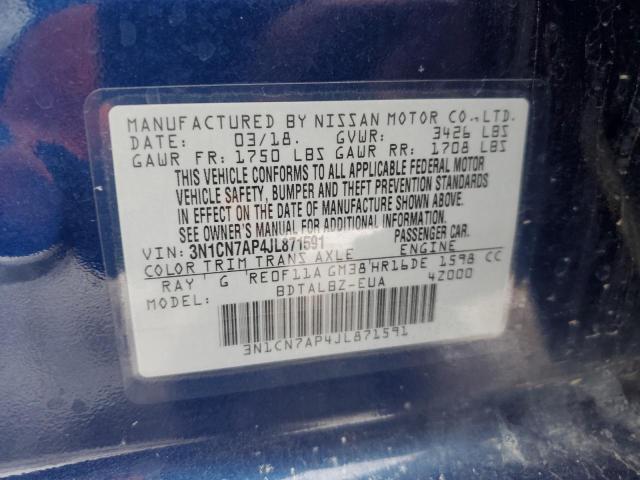 MANUFACTURED BY NISSAN MOTOR CO.,LTD.
DATE: 03/18. GVWR: 3426 LBS
GAWR FR: 1750 LBS GAWR RR: 1708 LBS
THIS VEHICLE CONFORMS TO ALL APPLICABLE FEDERAL MOTOR
VEHICLE SAFETY, BUMPER AND THEFT PREVENTION STANDARDS
IN EFFECT ON THE DATE OF MANUFACTURE SHOWN ABOVE.
SEE OWNER'S MANUAL FOR GAWR/TIRE INFORMATION
VIN: 3N1CN7AP4JL871591 PASSENGER CAR.
COLOR TRIM TRANS AXLE ENGINE
RAY G RE0F11A GM38 HR16DE 1598 CC
MODEL: BDTALBZ-EUA 42000
3N1CN7AP4JL871591